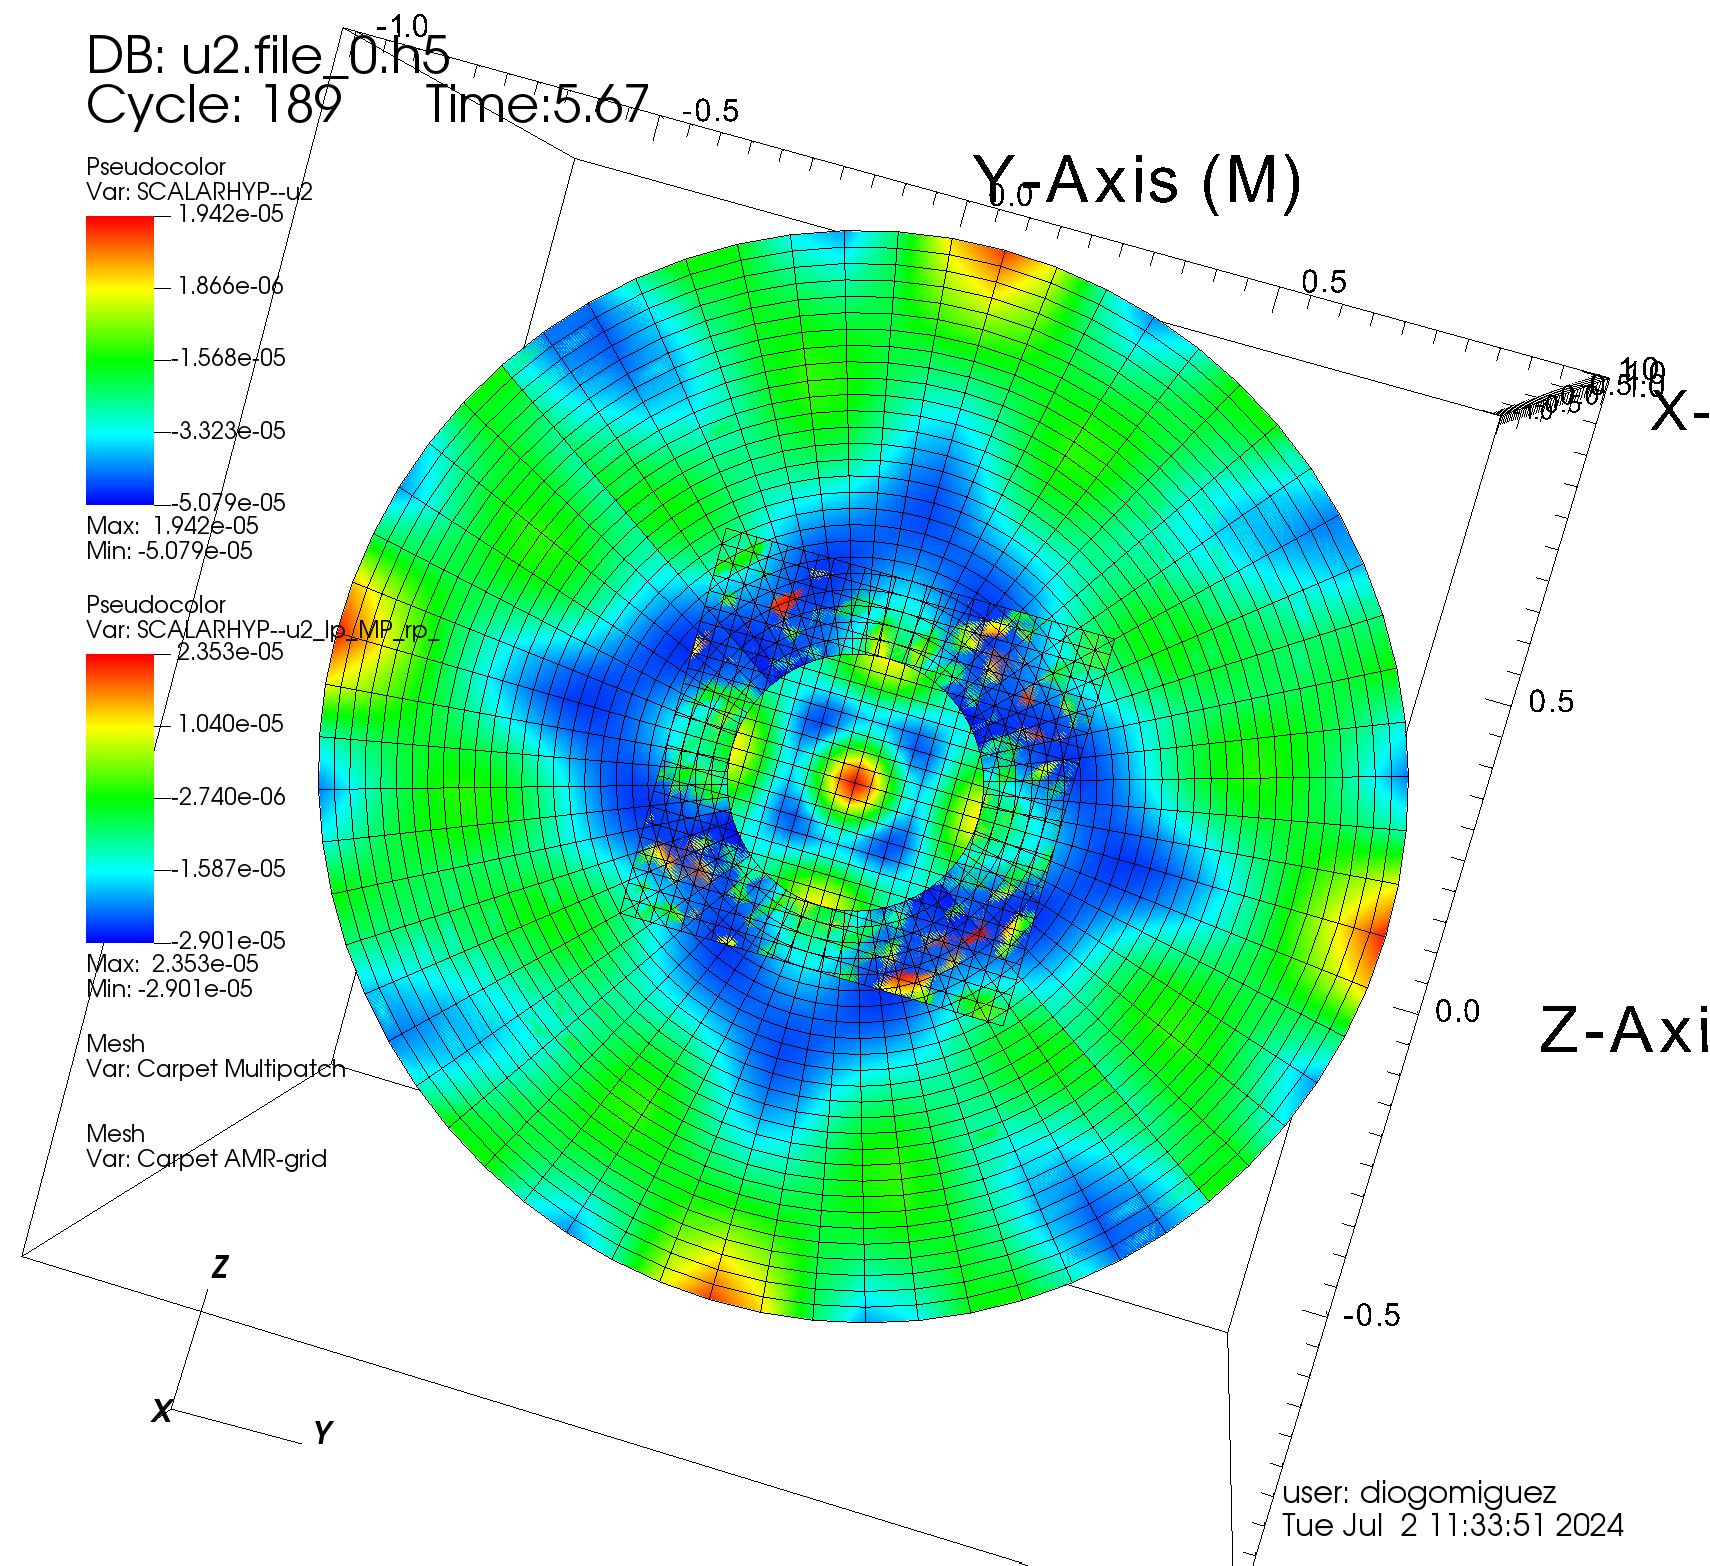 DB: u2.file_0.h5
Cycle: 189 Time:5.67
Pseudocolor
Var: SCALARHYP--u2
1.942e-05
1.866e-06
-1.568e-05
-3.323e-05
-5.079e-05
Max: 1.942e-05
Min: -5.079e-05
Pseudocolor
Var: SCALARHYP--u2_lp_MP_rp_
2.353e-05
1.040e-05
-2.740e-06
-1.587e-05
-2.901e-05
Max: 2.353e-05
Min: -2.901e-05
Mesh
Var: Carpet Multipatch
Mesh
Var: Carpet AMR-grid
-1.0
-0.5
0.0
Y-Axis (M)
0.5
1.0
X-
0.5
0.0
Z-Axi
-0.5
Z
X
Y
user: diogomiguez
Tue Jul 2 11:33:51 2024